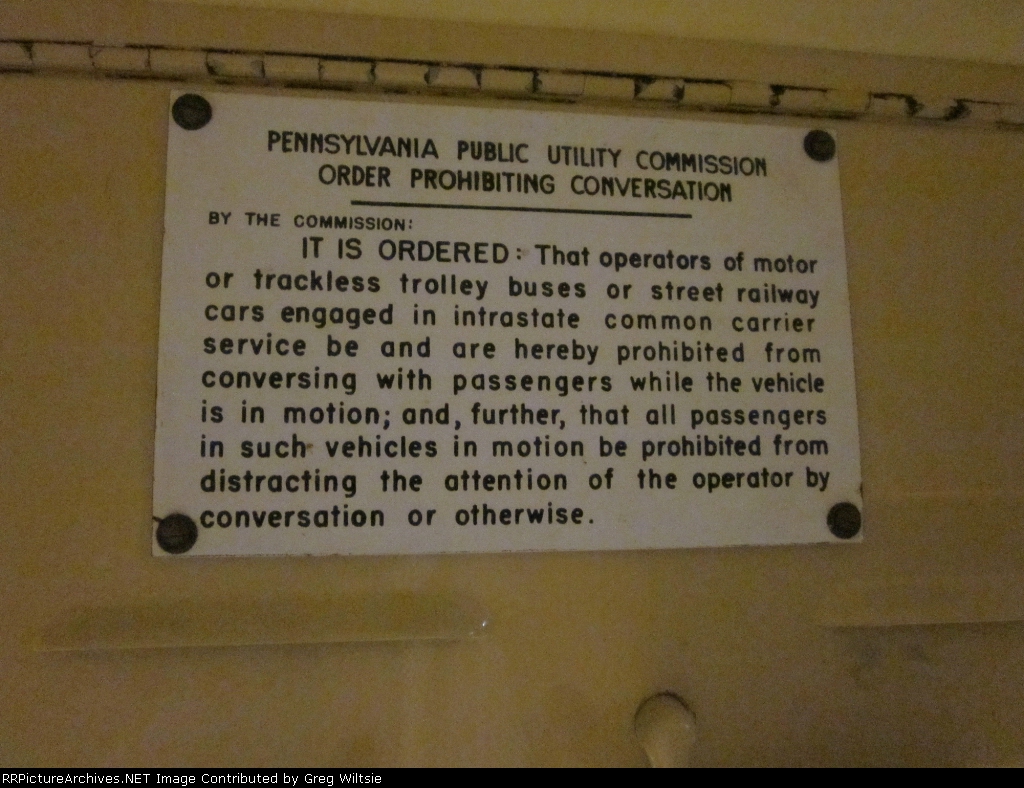 PENNSYLVANIA PUBLIC UTILITY COMMISSION
ORDER PROHIBITING CONVERSATION
BY THE COMMISSION:
IT IS ORDERED: That operators of motor
or trackless trolley buses or street railway
cars engaged in intrastate common carrier
service be and are hereby prohibited from
conversing with passengers while the vehicle
is in motion; and, further, that all passengers
in such vehicles in motion be prohibited from
distracting the attention of the operator by
conversation or otherwise.
RRPictureArchives.NET Image Contributed by Greg Wiltsie